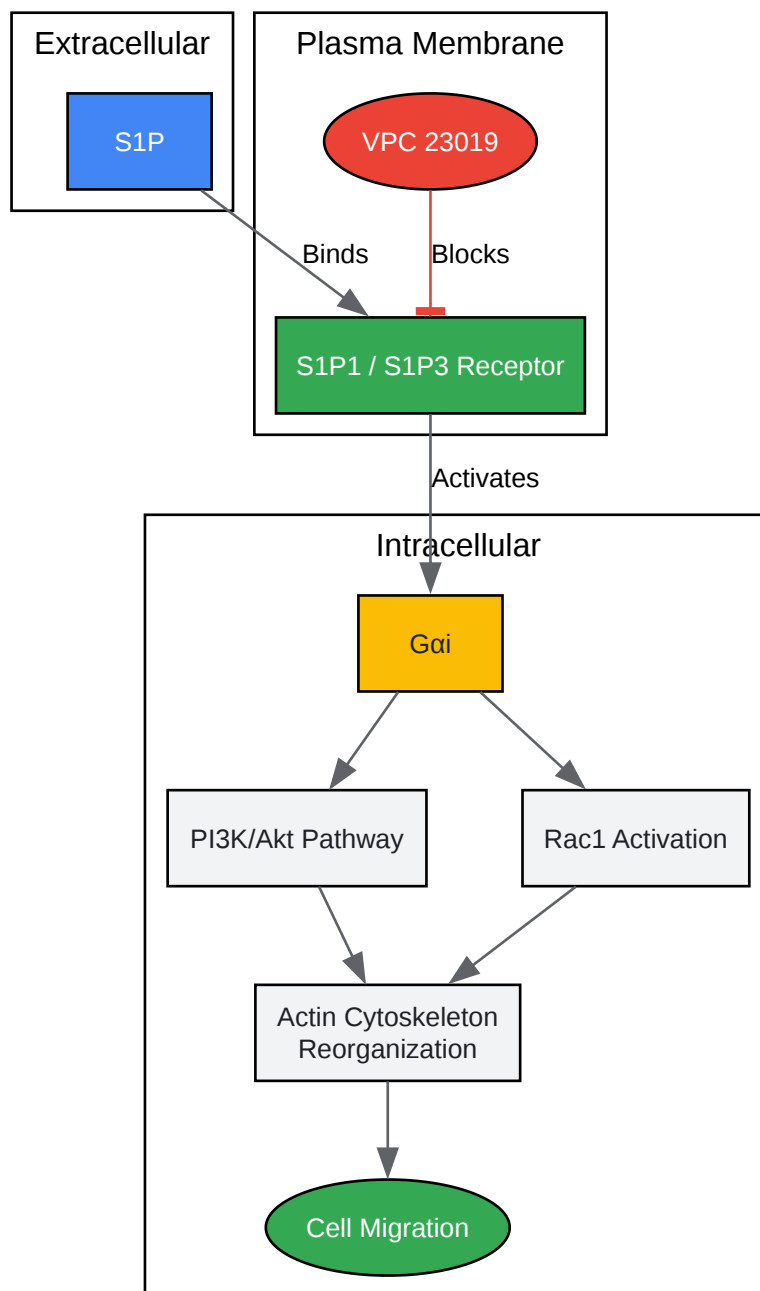 Extracellular
Plasma Membrane
S1P
VPC 23019
Binds
Blocks
S1P1 / S1P3 Receptor
Activates
Intracellular
Gαi
PI3K/Akt Pathway
Rac1 Activation
Actin Cytoskeleton
Reorganization
Cell Migration